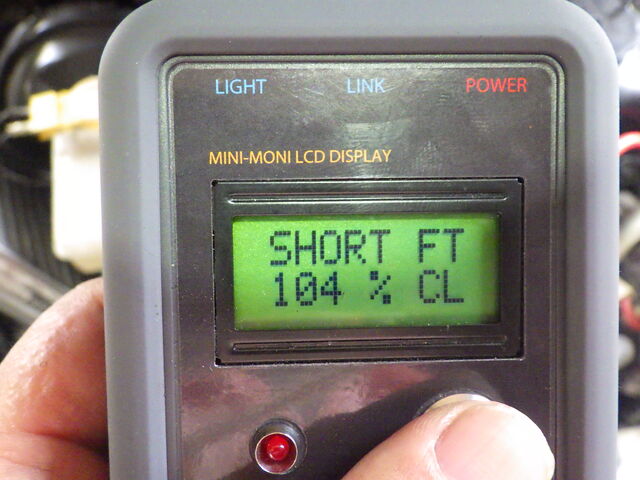 LIGHT LINK POWER
MINI-MONI LCD DISPLAY
SHORT FT
104 % CL